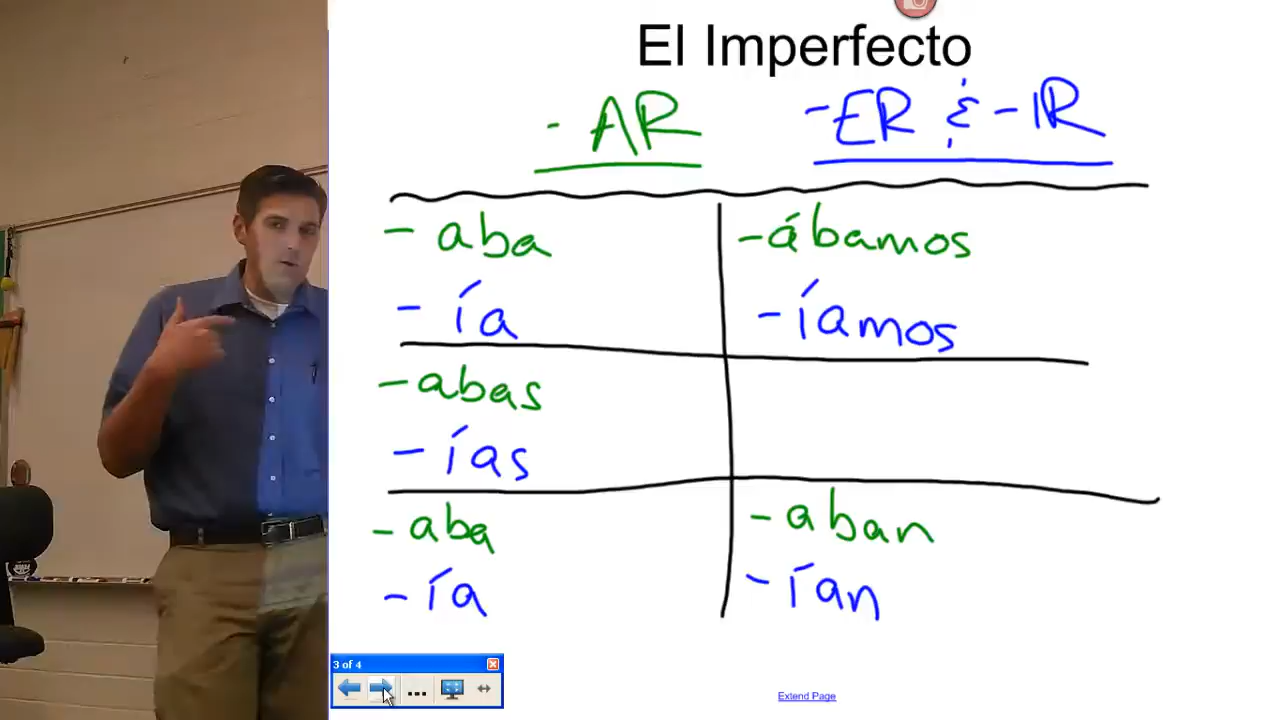 El Imperfecto
- AR
-ER & -IR
- aba
-ábamos
- ía
-íamos
- abas
- ías
- aba
- aban
- ía
- ían
3 of 4
...
Extend Page